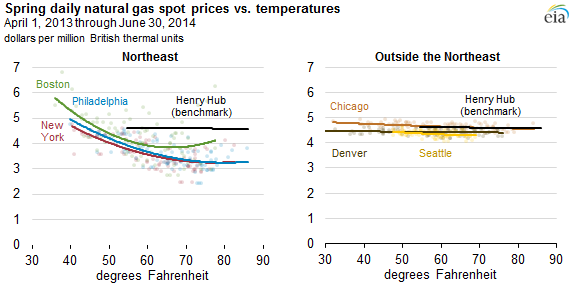 Spring daily natural gas spot prices vs. temperatures
April 1, 2013 through June 30, 2014
dollars per million British thermal units
eia
Northeast
7
6
5
4
3
2
1
0
Boston
Philadelphia
New
York
Henry Hub
(benchmark)
30 40 50 60 70 80 90
degrees Fahrenheit
Outside the Northeast
7
6
5
4
3
2
1
0
Chicago
Henry Hub
(benchmark)
Denver
Seattle
30 40 50 60 70 80 90
degrees Fahrenheit